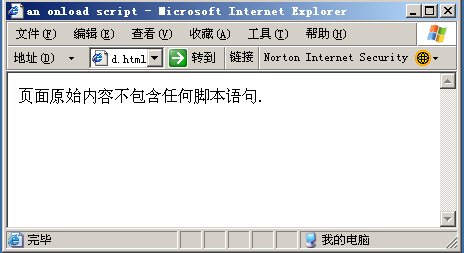 an onload script - Microsoft Internet Explorer
文件(F) 编辑(E) 查看(V) 收藏(A) 工具(T) 帮助(H)
地址(D) d.html 转到 链接 Norton Internet Security
页面原始内容不包含任何脚本语句.
完毕 我的电脑